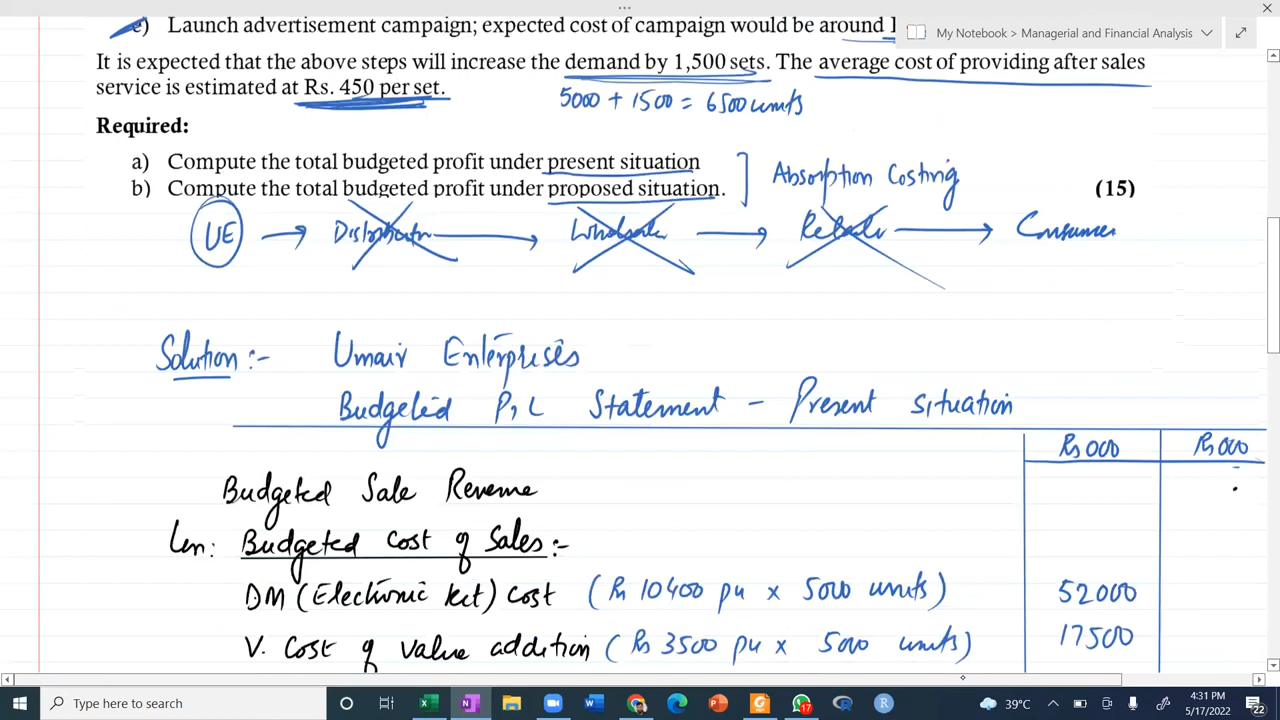 Launch advertisement campaign; expected cost of campaign would be around
My Notebook > Managerial and Financial Analysis
It is expected that the above steps will increase the demand by 1,500 sets. The average cost of providing after sales
service is estimated at Rs. 450 per set.
5000 + 1500 = 6500 units
Required:
a) Compute the total budgeted profit under present situation
b) Compute the total budgeted profit under proposed situation.
Absorption Costing
(15)
UE → Distributor → Wholesaler → Retailer → Consumer
Solution:- Umair Enterprises
Budgeted P,L Statement - Present situation
Rs 000 Rs 000
Budgeted Sale Revenue
Less: Budgeted Cost of Sales:-
DM (Electronic kit) cost (Rs 10400 pu x 5000 units) 52000
V. Cost of value addition (Rs 3500 pu x 5000 units) 17500
Type here to search
17
39°C
4:31 PM
5/17/2022
22